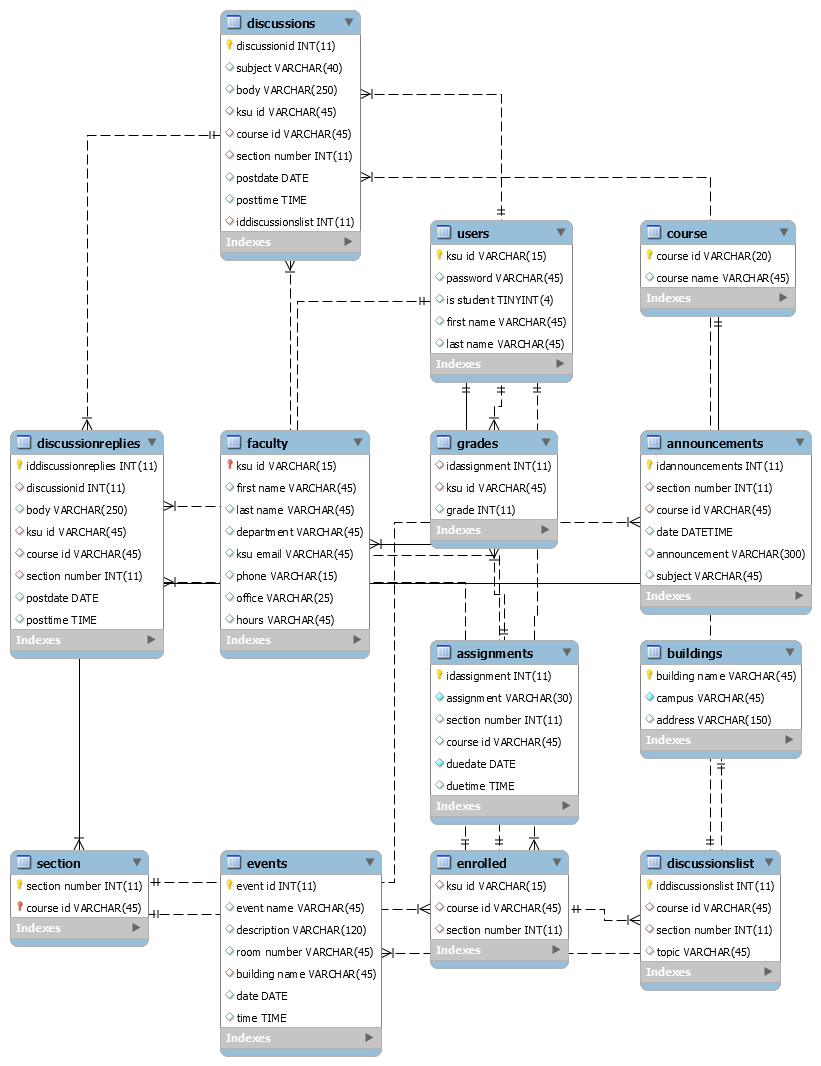 discussions
discussionid INT(11)
subject VARCHAR(40)
body VARCHAR(250)
ksu id VARCHAR(45)
course id VARCHAR(45)
section number INT(11)
postdate DATE
posttime TIME
iddiscussionslist INT(11)
Indexes
users
ksu id VARCHAR(15)
password VARCHAR(45)
is student TINYINT(4)
first name VARCHAR(45)
last name VARCHAR(45)
Indexes
course
course id VARCHAR(20)
course name VARCHAR(45)
Indexes
discussionreplies
iddiscussionreplies INT(11)
discussionid INT(11)
body VARCHAR(250)
ksu id VARCHAR(45)
course id VARCHAR(45)
section number INT(11)
postdate DATE
posttime TIME
Indexes
faculty
ksu id VARCHAR(15)
first name VARCHAR(45)
last name VARCHAR(45)
department VARCHAR(45)
ksu email VARCHAR(45)
phone VARCHAR(15)
office VARCHAR(25)
hours VARCHAR(45)
Indexes
grades
idassignment INT(11)
ksu id VARCHAR(45)
grade INT(11)
Indexes
announcements
idannouncements INT(11)
section number INT(11)
course id VARCHAR(45)
date DATETIME
announcement VARCHAR(300)
subject VARCHAR(45)
Indexes
assignments
idassignment INT(11)
assignment VARCHAR(30)
section number INT(11)
course id VARCHAR(45)
duedate DATE
duetime TIME
Indexes
buildings
building name VARCHAR(45)
campus VARCHAR(45)
address VARCHAR(150)
Indexes
section
section number INT(11)
course id VARCHAR(45)
Indexes
events
event id INT(11)
event name VARCHAR(45)
description VARCHAR(120)
room number VARCHAR(45)
building name VARCHAR(45)
date DATE
time TIME
Indexes
enrolled
ksu id VARCHAR(15)
course id VARCHAR(45)
section number INT(11)
Indexes
discussionslist
iddiscussionslist INT(11)
course id VARCHAR(45)
section number INT(11)
topic VARCHAR(45)
Indexes